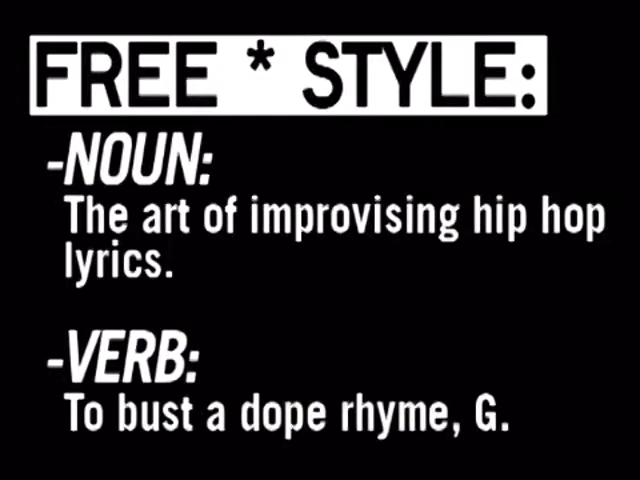 FREE * STYLE:
-NOUN:
The art of improvising hip hop
lyrics.
-VERB:
To bust a dope rhyme, G.